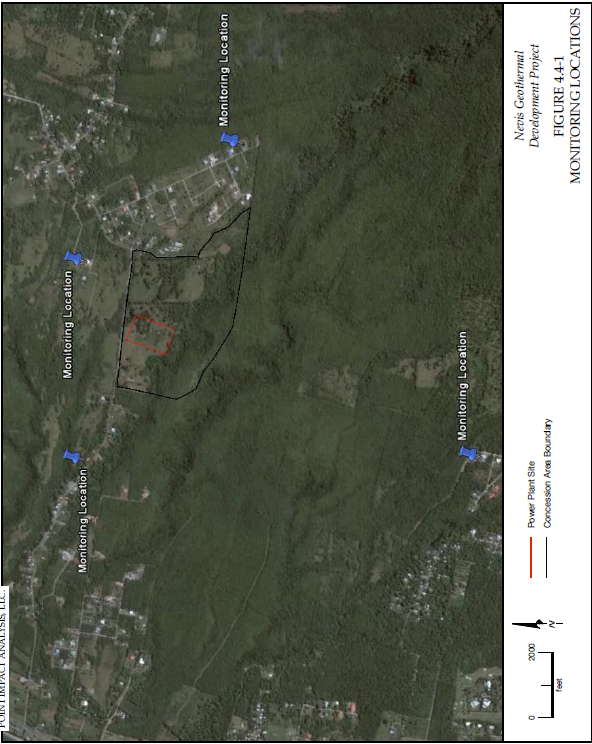 Monitoring Location
Monitoring Location
Monitoring Location
Monitoring Location
POINT IMPACT ANALYSIS, LLC.
Nevis Geothermal
Development Project
FIGURE 4.4-1
MONITORING LOCATIONS
Power Plant Site
Concession Area Boundary
N
0
2000
feet